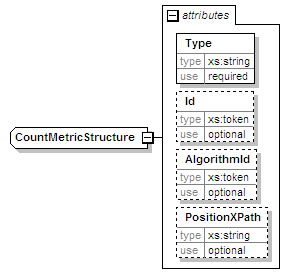 attributes
Type
type xs:string
use required
Id
type xs:token
use optional
CountMetricStructure
AlgorithmId
type xs:token
use optional
PositionXPath
type xs:string
use optional